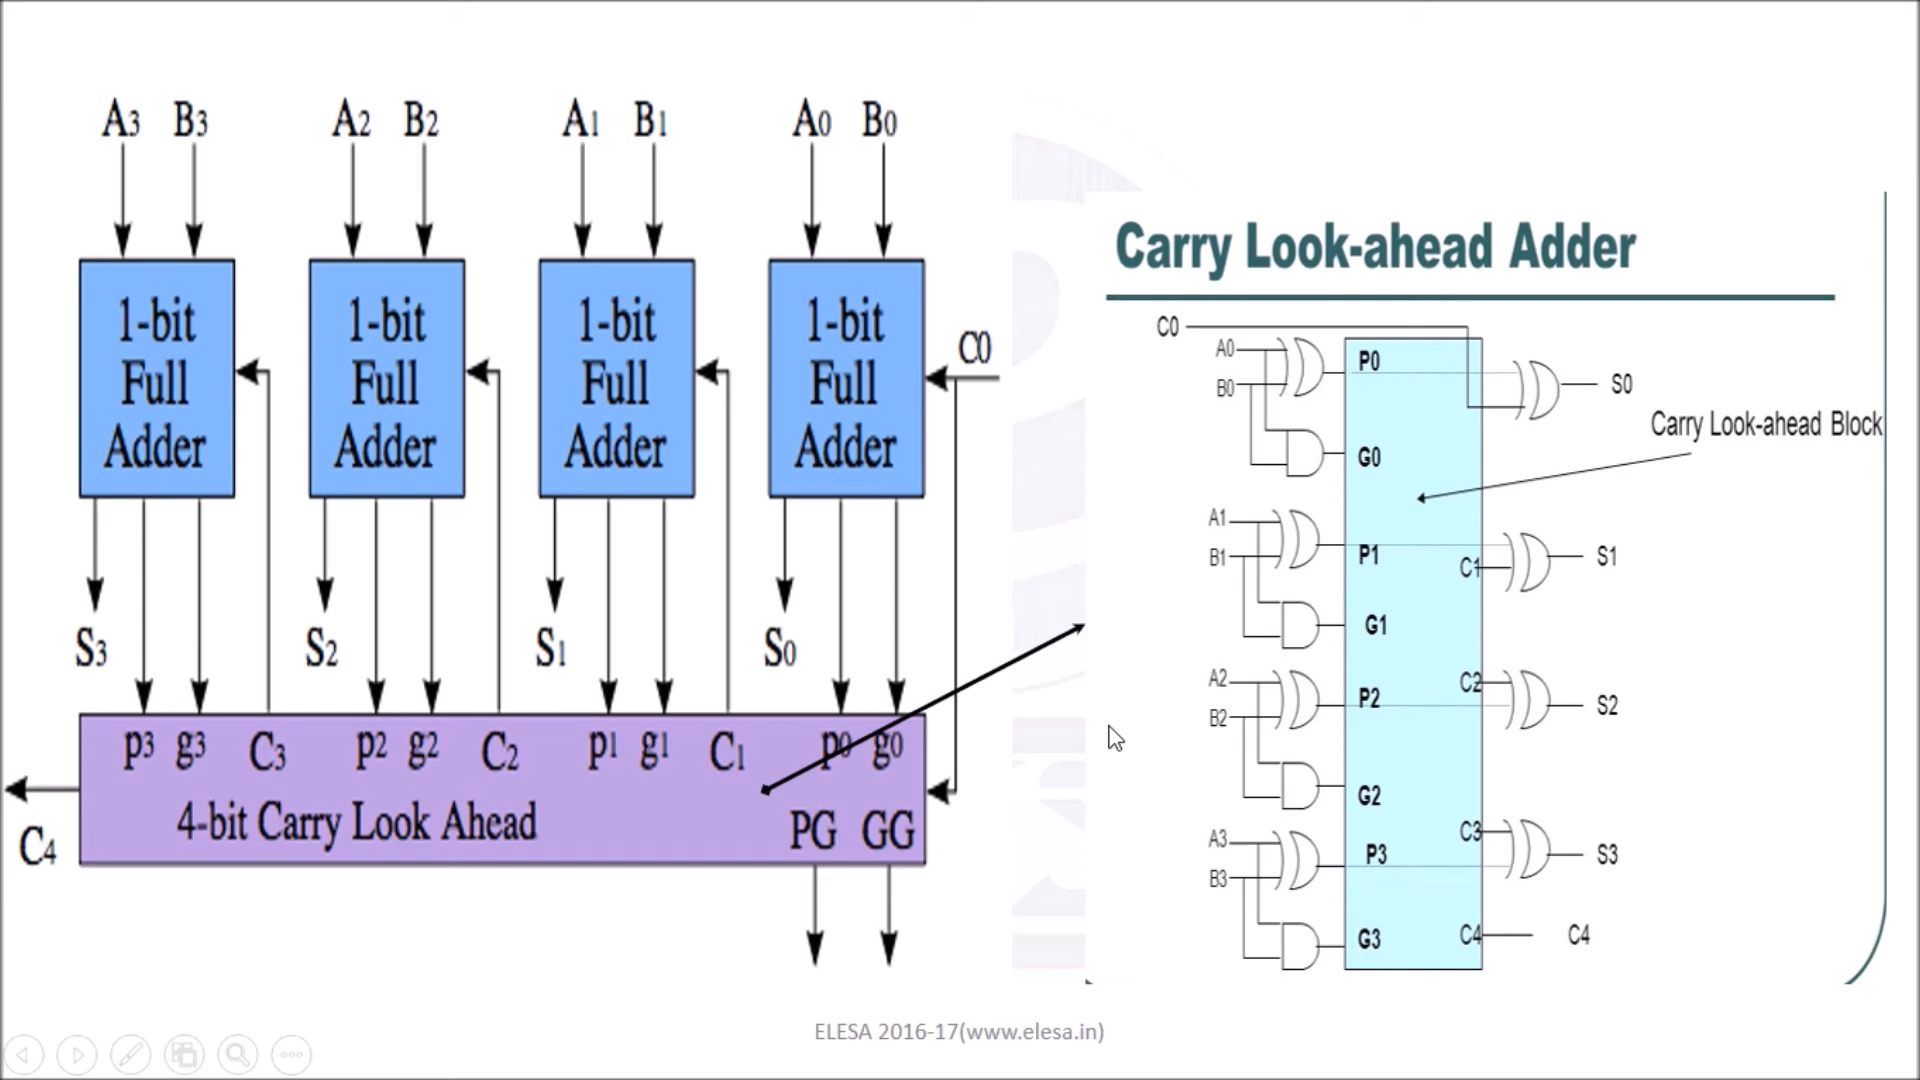 A3 B3 A2 B2 A1 B1 A0 B0
1-bit Full Adder
1-bit Full Adder
1-bit Full Adder
1-bit Full Adder
C0
S3 S2 S1 S0
p3 g3 C3 p2 g2 C2 p1 g1 C1 p0 g0
4-bit Carry Look Ahead
PG GG
C4
Carry Look-ahead Adder
C0
A0 P0
B0 S0
Carry Look-ahead Block
G0
A1
B1 P1 C1 S1
G1
A2 P2 C2
B2 S2
G2
A3 C3
P3 S3
B3
G3 C4 C4
ELESA 2016-17(www.elesa.in)